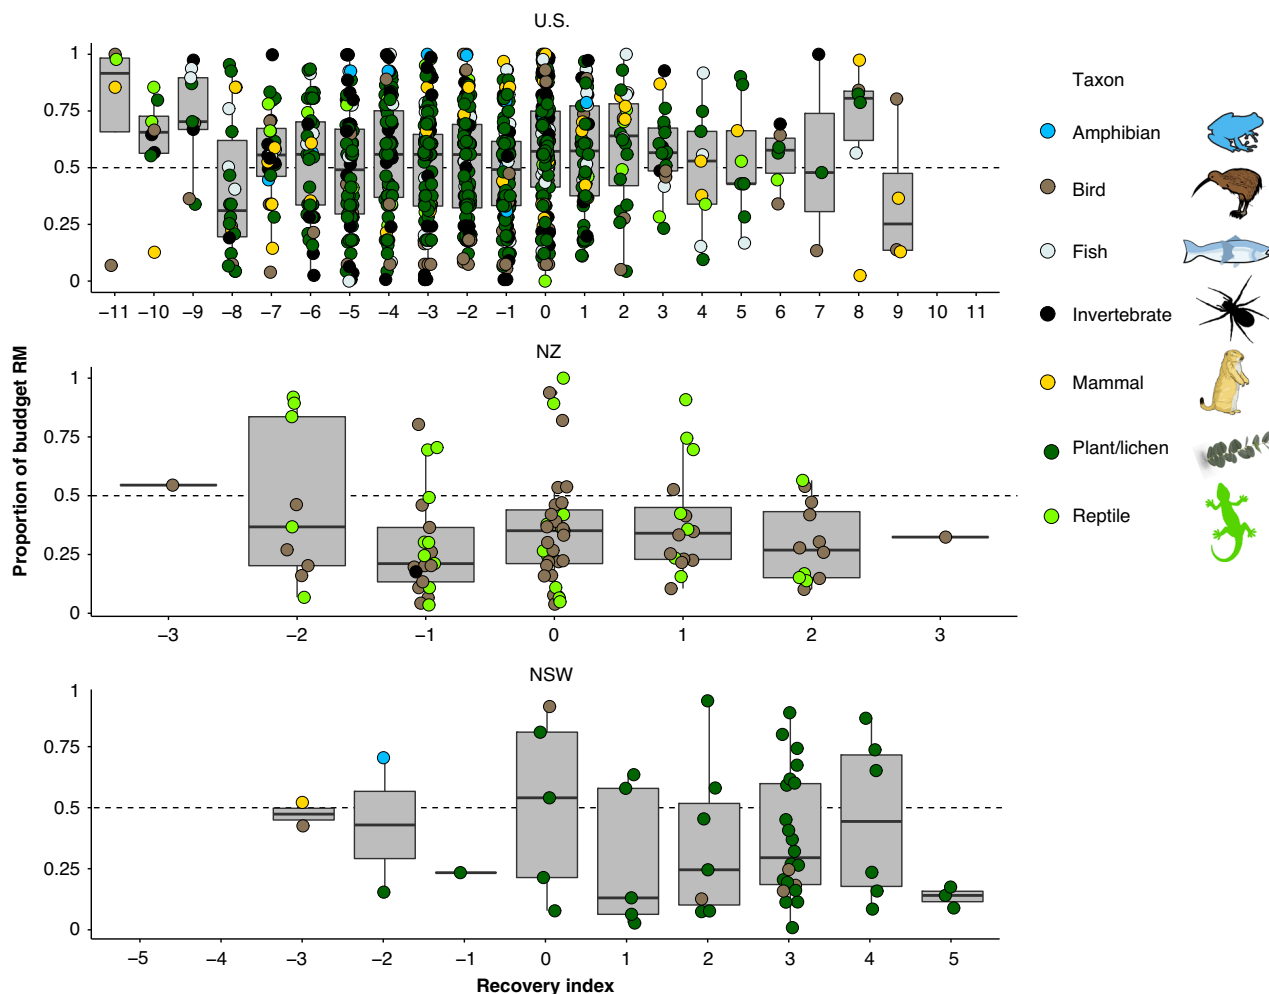 U.S.
1
0.75
0.5
0.25
0
−11 −10 −9 −8 −7 −6 −5 −4 −3 −2 −1 0 1 2 3 4 5 6 7 8 9 10 11
Taxon
Amphibian
Bird
Fish
Invertebrate
Mammal
Plant/lichen
Reptile
Proportion of buddget RM
NZ
1
0.75
0.5
0.25
0
−3 −2 −1 0 1 2 3
NSW
1
0.75
0.5
0.25
0
−5 −4 −3 −2 −1 0 1 2 3 4 5
Recovery index